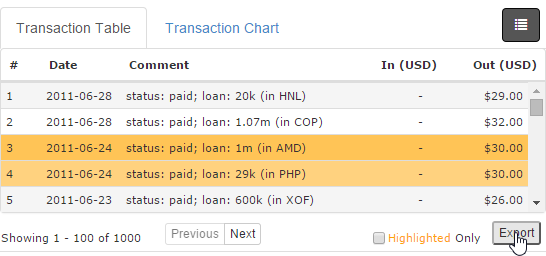 Transaction Table Transaction Chart
# Date Comment In (USD) Out (USD)
1 2011-06-28 status: paid; loan: 20k (in HNL) - $29.00
2 2011-06-28 status: paid; loan: 1.07m (in COP) - $32.00
3 2011-06-24 status: paid; loan: 1m (in AMD) - $30.00
4 2011-06-24 status: paid; loan: 29k (in PHP) - $30.00
5 2011-06-23 status: paid; loan: 600k (in XOF) - $26.00
Showing 1 - 100 of 1000 Previous Next Highlighted Only Export